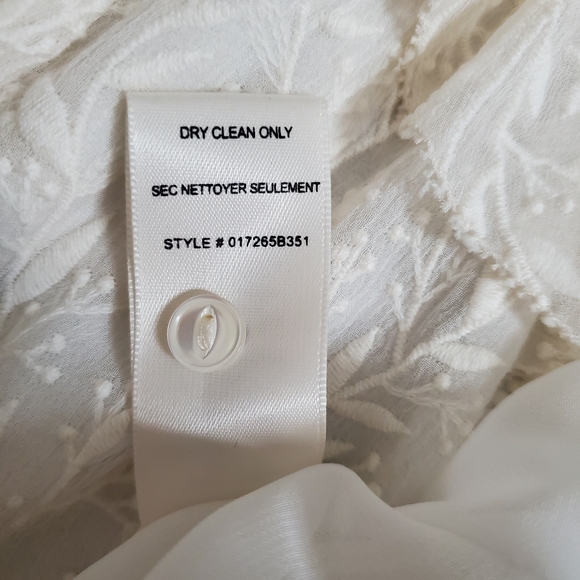 DRY CLEAN ONLY
SEC NETTOYER SEULEMENT
STYLE # 017265B351